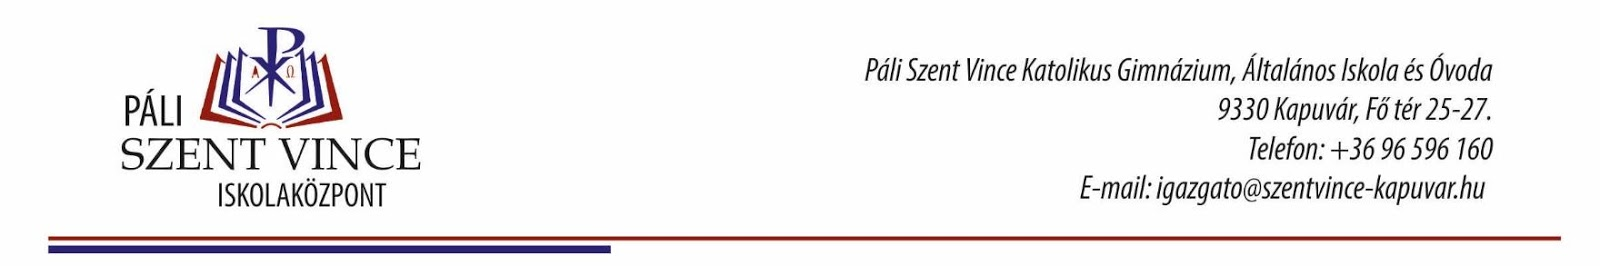 PÁLI
SZENT VINCE
ISKOLAKÖZPONT
P
Α Ω
Páli Szent Vince Katolikus Gimnázium, Általános Iskola és Óvoda
9330 Kapuvár, Fő tér 25-27.
Telefon: +36 96 596 160
E-mail: igazgato@szentvince-kapuvar.hu